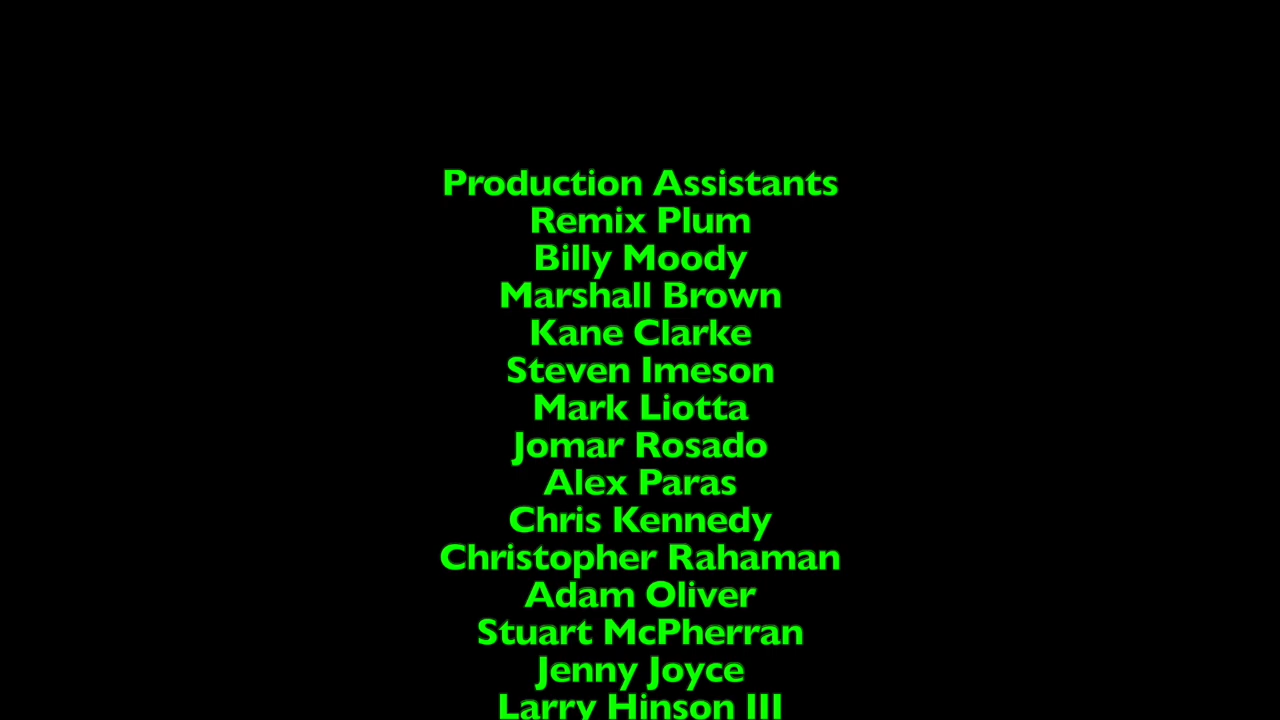 Production Assistants
Remix Plum
Billy Moody
Marshall Brown
Kane Clarke
Steven Imeson
Mark Liotta
Jomar Rosado
Alex Paras
Chris Kennedy
Christopher Rahaman
Adam Oliver
Stuart McPherran
Jenny Joyce
Larry Hinson III